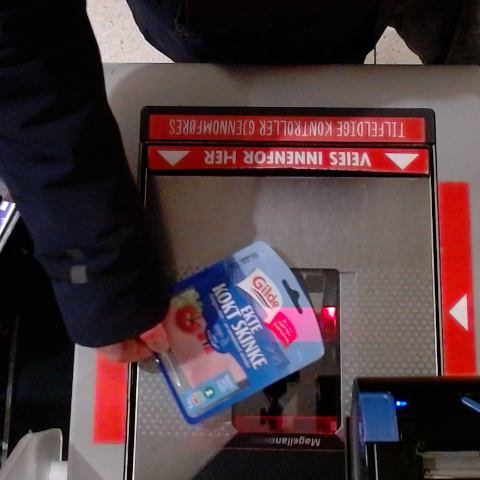 TILFELDIGE KONTROLLER GJENNOMFØRES
VEIES INNENFOR HER
Gilde
EKTE
KOKT SKINKE
Magellan